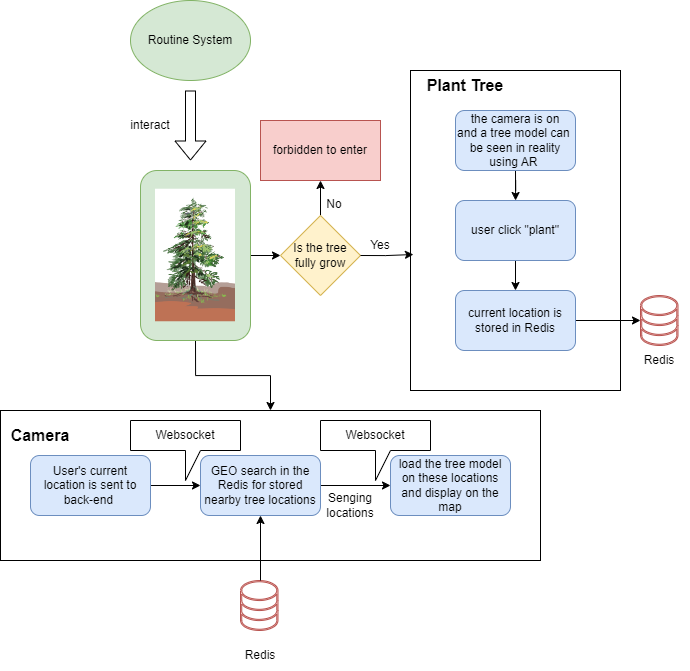 Routine System
interact
forbidden to enter
No
Is the tree
fully grow
Yes
Plant Tree
the camera is on
and a tree model can
be seen in reality
using AR
user click "plant"
current location is
stored in Redis
Redis
Camera
Websocket
Websocket
User's current
location is sent to
back-end
GEO search in the
Redis for stored
nearby tree locations
Senging
locations
load the tree model
on these locations
and display on the
map
Redis